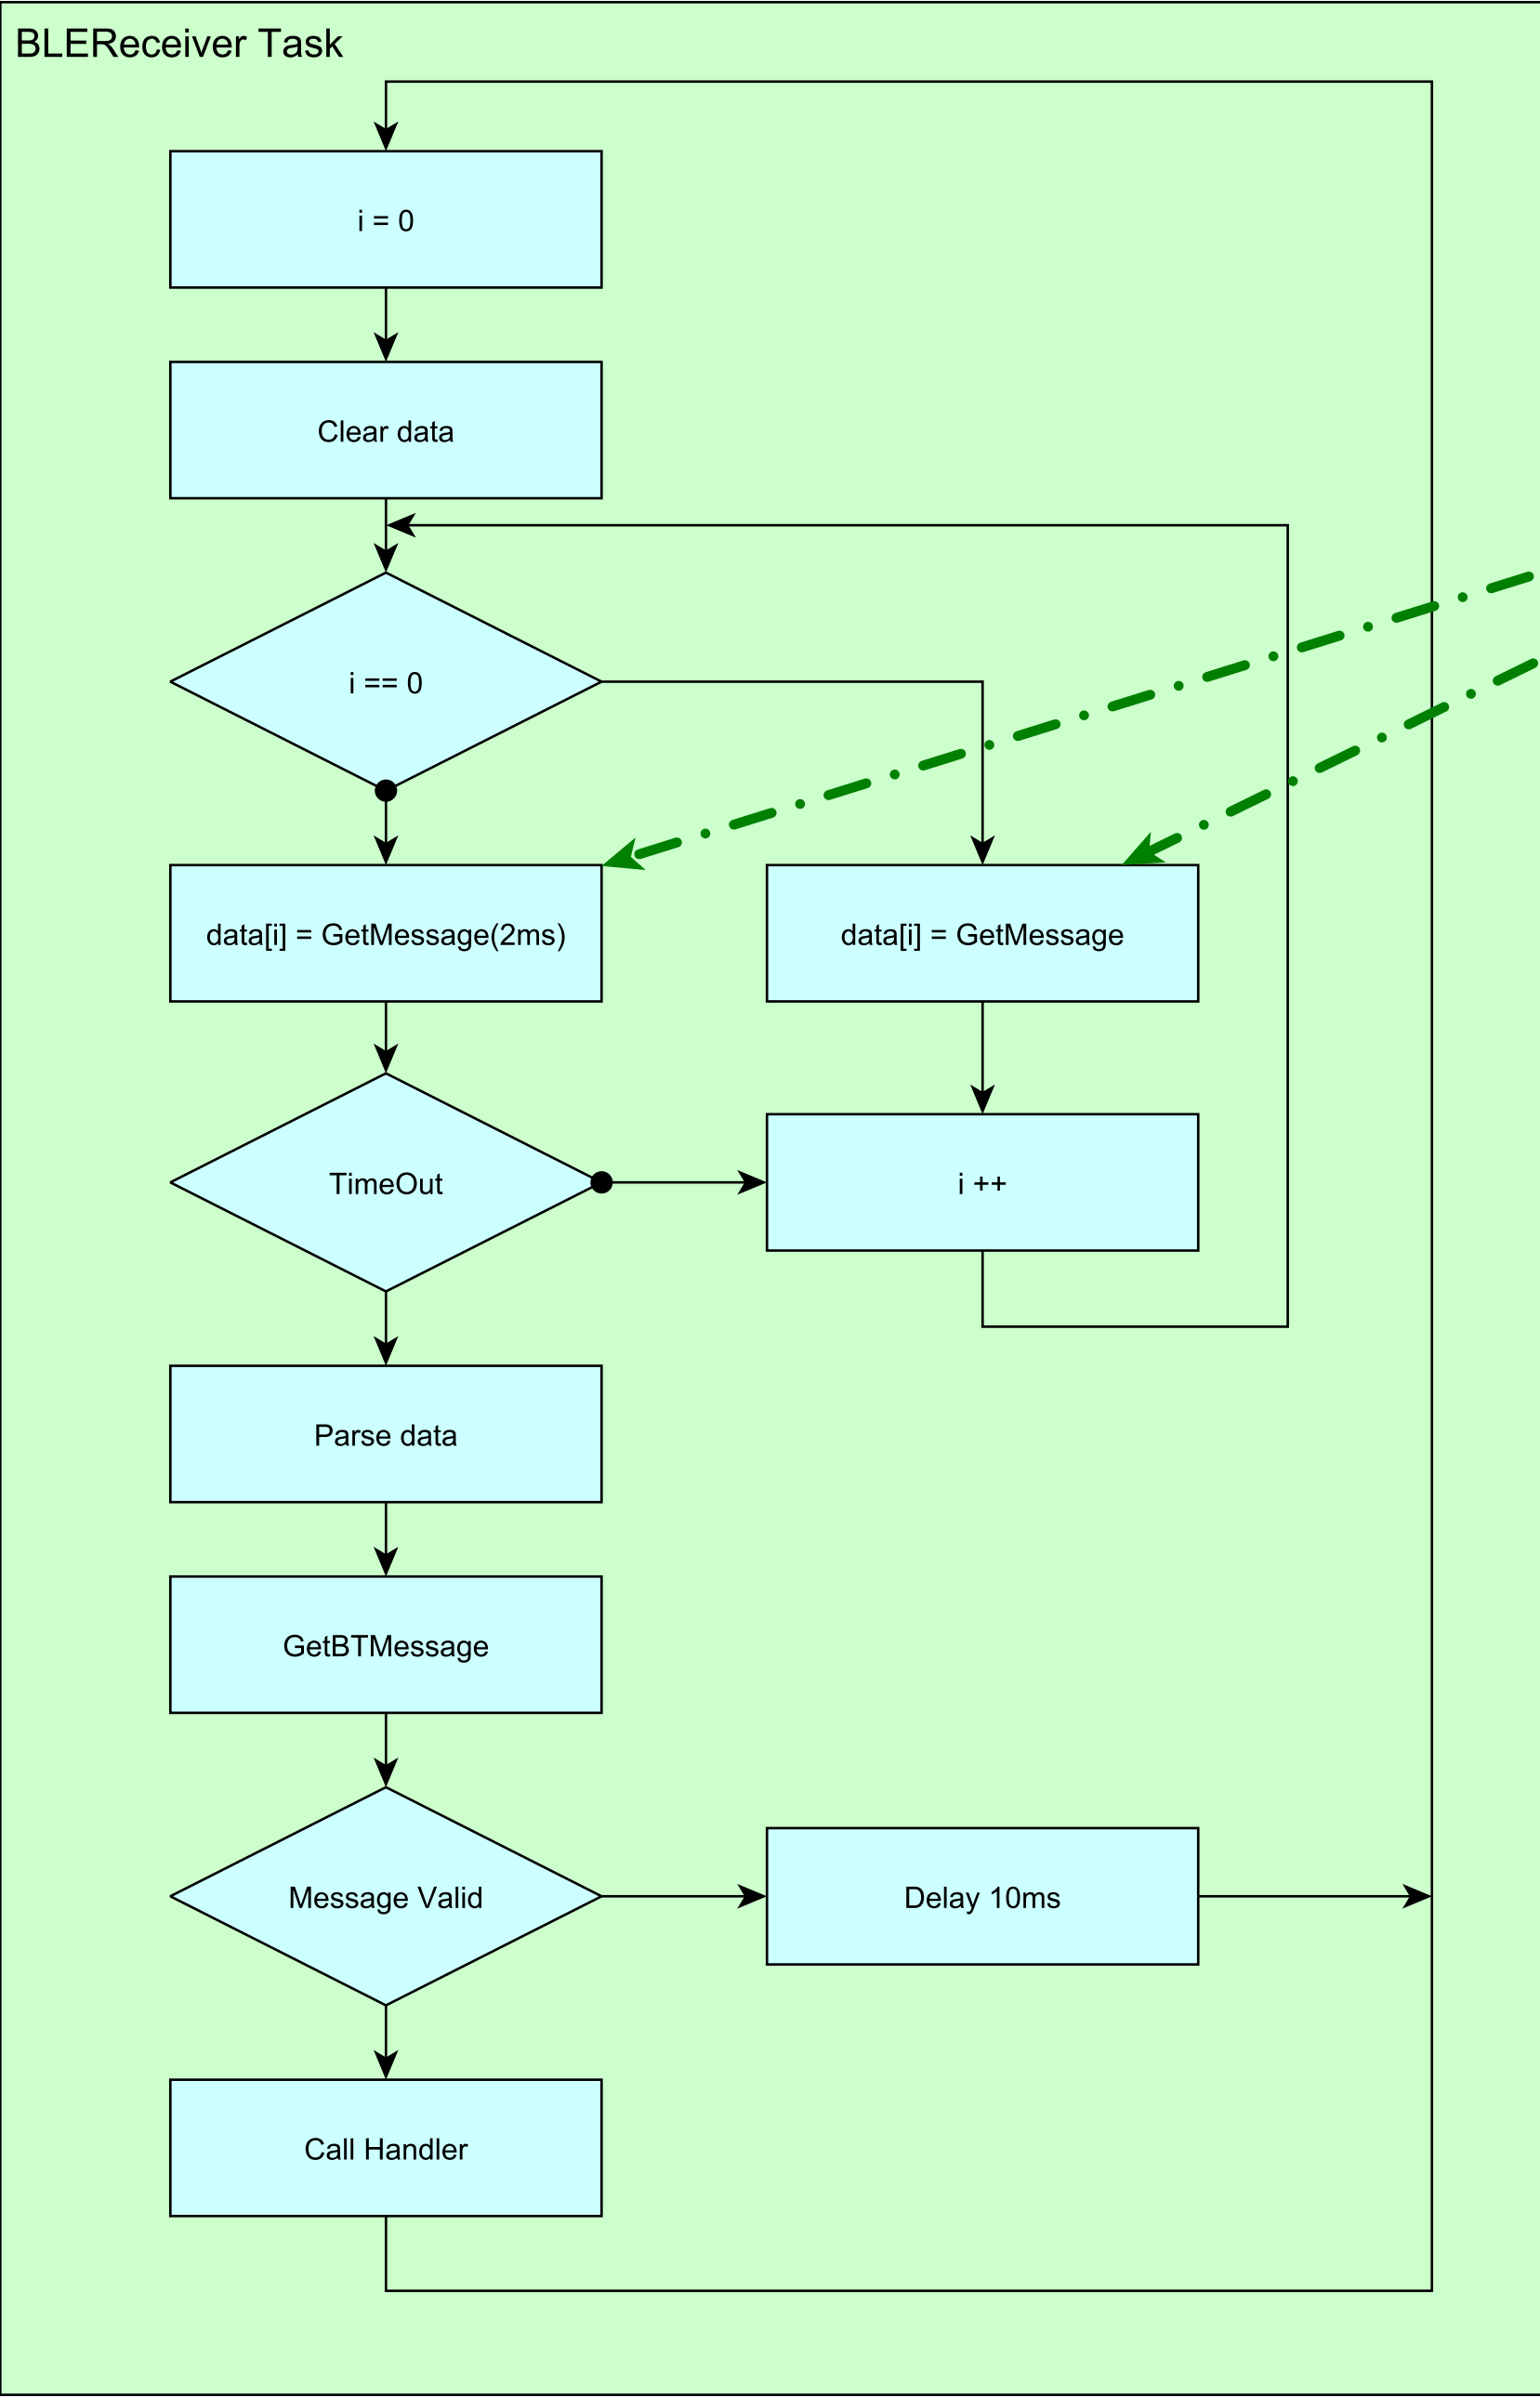 BLEReceiver Task
i = 0
Clear data
i == 0
data[i] = GetMessage(2ms)
data[i] = GetMessage
TimeOut
i ++
Parse data
GetBTMessage
Message Valid
Delay 10ms
Call Handler